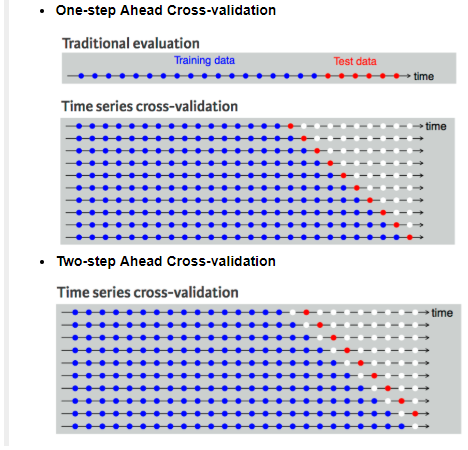 One-step Ahead Cross-validation
Traditional evaluation
Training data Test data
time
Time series cross-validation
time
Two-step Ahead Cross-validation
Time series cross-validation
time